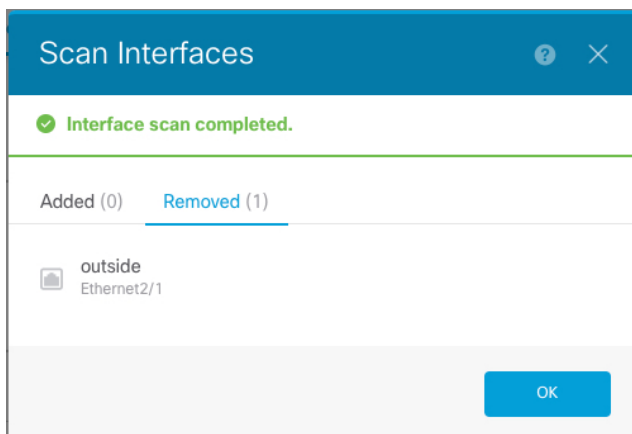 Scan Interfaces
Interface scan completed.
Added (0) Removed (1)
outside
Ethernet2/1
OK